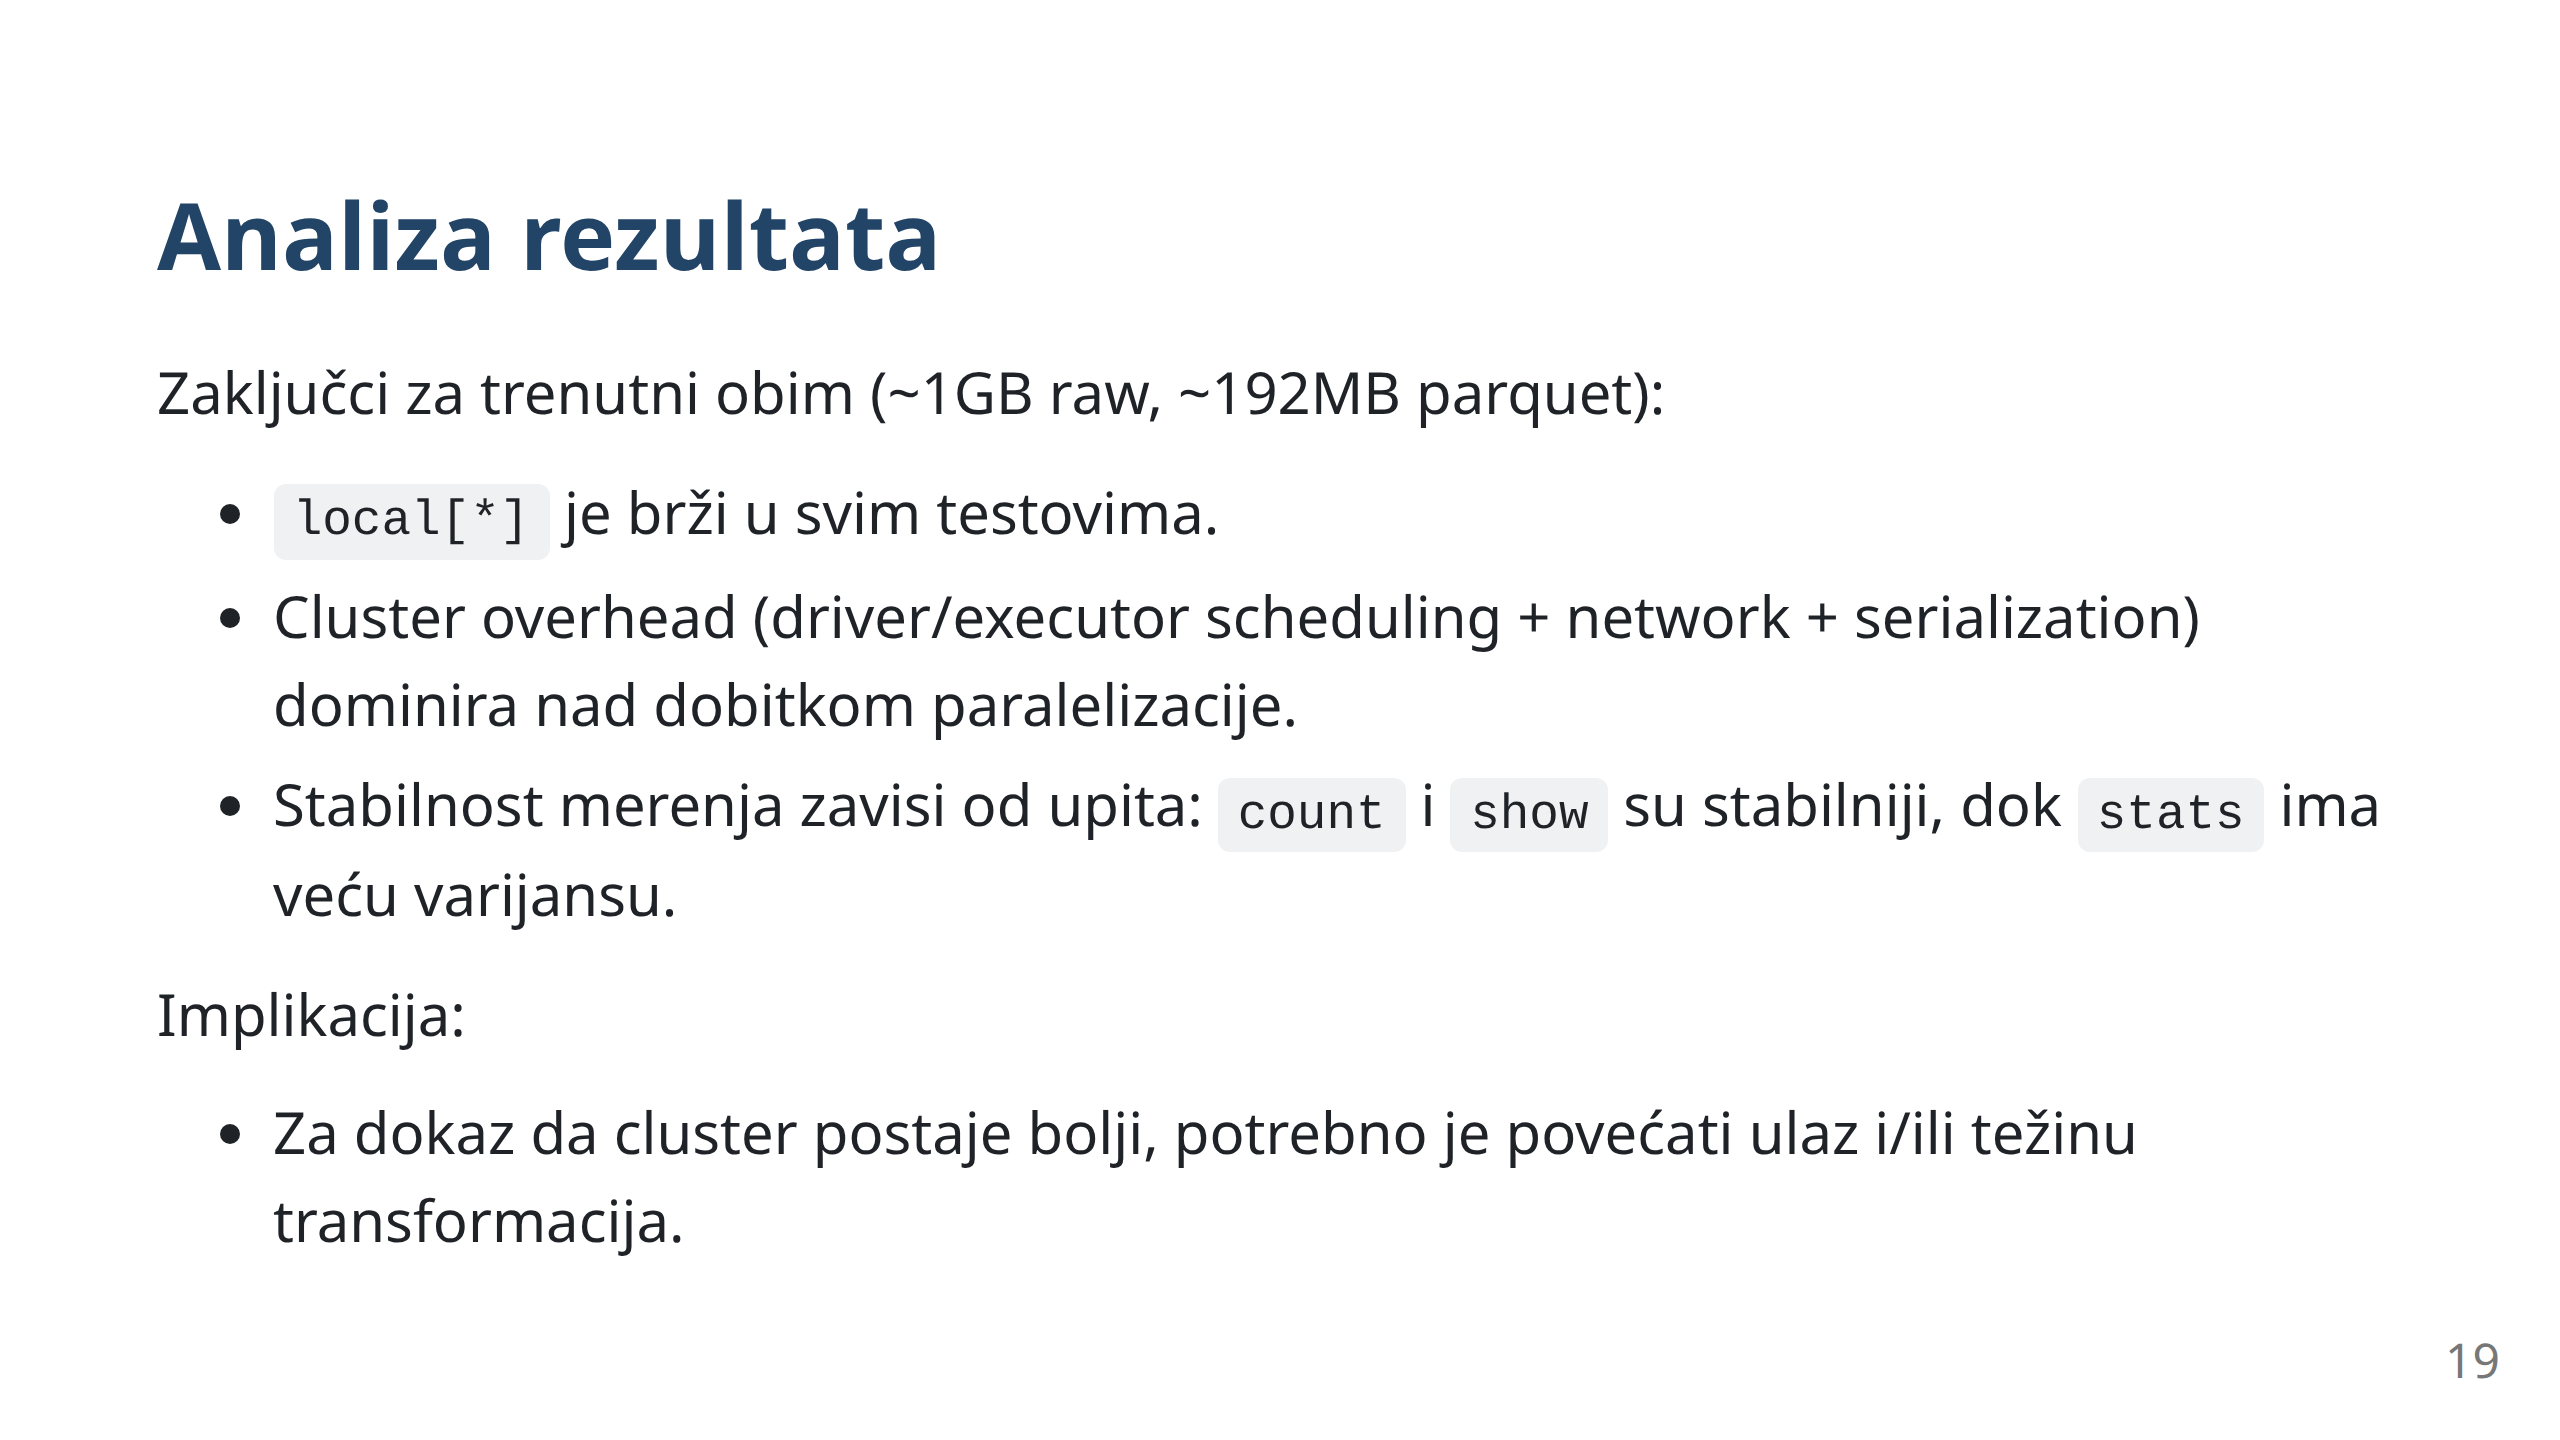 Analiza rezultata
Zaključci za trenutni obim (~1GB raw, ~192MB parquet):
local[*] je brži u svim testovima.
Cluster overhead (driver/executor scheduling + network + serialization)
dominira nad dobitkom paralelizacije.
Stabilnost merenja zavisi od upita: count i show su stabilniji, dok stats ima
veću varijansu.
Implikacija:
Za dokaz da cluster postaje bolji, potrebno je povećati ulaz i/ili težinu
transformacija.
19